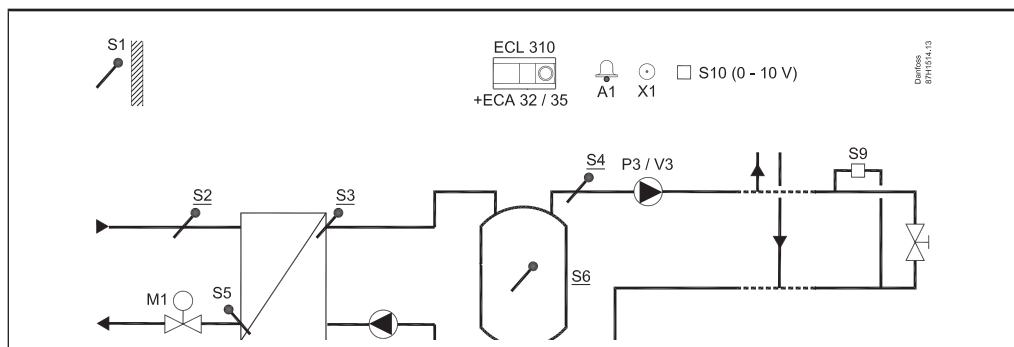 S1
ECL 310
+ECA 32 / 35
A1
X1
S10 (0 - 10 V)
Danfoss
87H1514.13
S2
S3
S4
P3 / V3
S9
S6
M1
S5